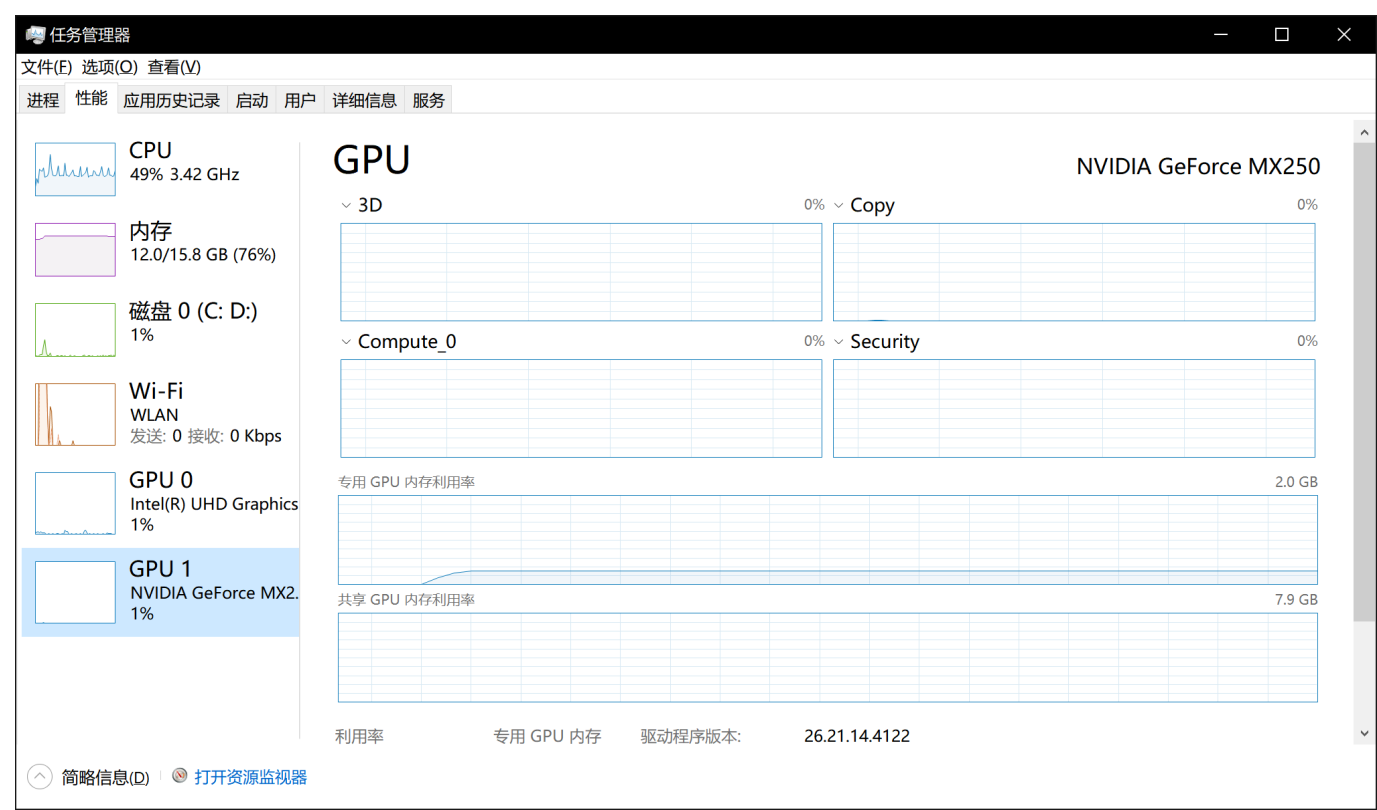 任务管理器
文件(F) 选项(O) 查看(V)
进程 性能 应用历史记录 启动 用户 详细信息 服务
CPU
49% 3.42 GHz
内存
12.0/15.8 GB (76%)
磁盘 0 (C: D:)
1%
Wi-Fi
WLAN
发送: 0 接收: 0 Kbps
GPU 0
Intel(R) UHD Graphics
1%
GPU 1
NVIDIA GeForce MX2.
1%
GPU
NVIDIA GeForce MX250
3D 0% Copy 0%
Compute_0 0% Security 0%
专用 GPU 内存利用率 2.0 GB
共享 GPU 内存利用率 7.9 GB
利用率 专用 GPU 内存 驱动程序版本: 26.21.14.4122
简略信息(D) 打开资源监视器